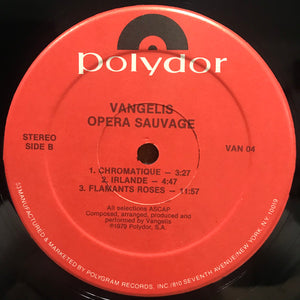 polydor
VANGELIS
OPERA SAUVAGE
STEREO
SIDE B
VAN 04
1. CHROMATIQUE — 3:27
2. IRLANDE — 4:47
3. FLAMANTS ROSES — 11:57
All selections ASCAP
Composed, arranged, produced and
performed by Vangelis
℗1979 Polydor, S.A.
MANUFACTURED & MARKETED BY POLYGRAM RECORDS, INC./810 SEVENTH AVENUE/NEW YORK, N.Y. 10019